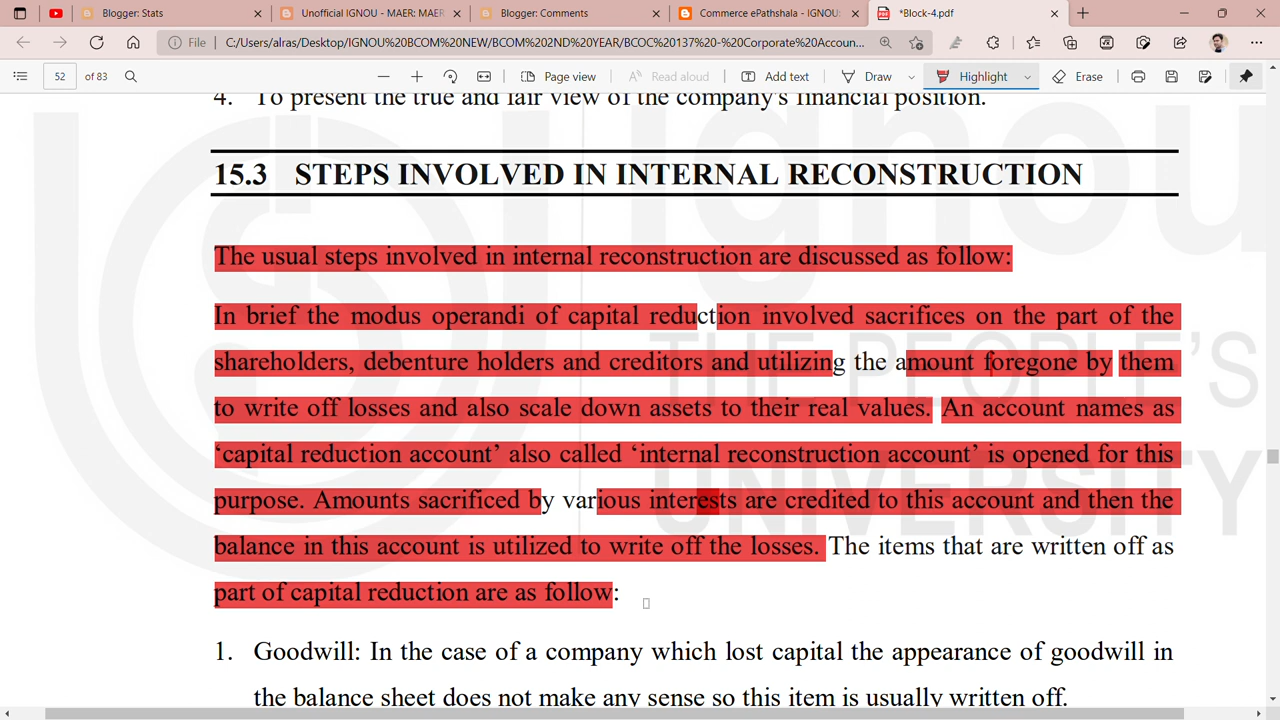 Blogger: Stats
Unofficial IGNOU - MAER: MAER
Blogger: Comments
Commerce ePathshala - IGNOU
*Block-4.pdf
File
C:/Users/alras/Desktop/IGNOU%20BCOM%20NEW/BCOM%202ND%20YEAR/BCOC%20137%20-%20Corporate%20Accoun...
52 of 83
Page view
Read aloud
Add text
Draw
Highlight
Erase
4. To present the true and fair view of the company's financial position.
15.3 STEPS INVOLVED IN INTERNAL RECONSTRUCTION
The usual steps involved in internal reconstruction are discussed as follow:
In brief the modus operandi of capital reduction involved sacrifices on the part of the
shareholders, debenture holders and creditors and utilizing the amount foregone by them
to write off losses and also scale down assets to their real values. An account names as
‘capital reduction account’ also called ‘internal reconstruction account’ is opened for this
purpose. Amounts sacrificed by various interests are credited to this account and then the
balance in this account is utilized to write off the losses. The items that are written off as
part of capital reduction are as follow:
1. Goodwill: In the case of a company which lost capital the appearance of goodwill in
the balance sheet does not make any sense so this item is usually written off.
ignou
THE PEOPLE'S
UNIVERSITY